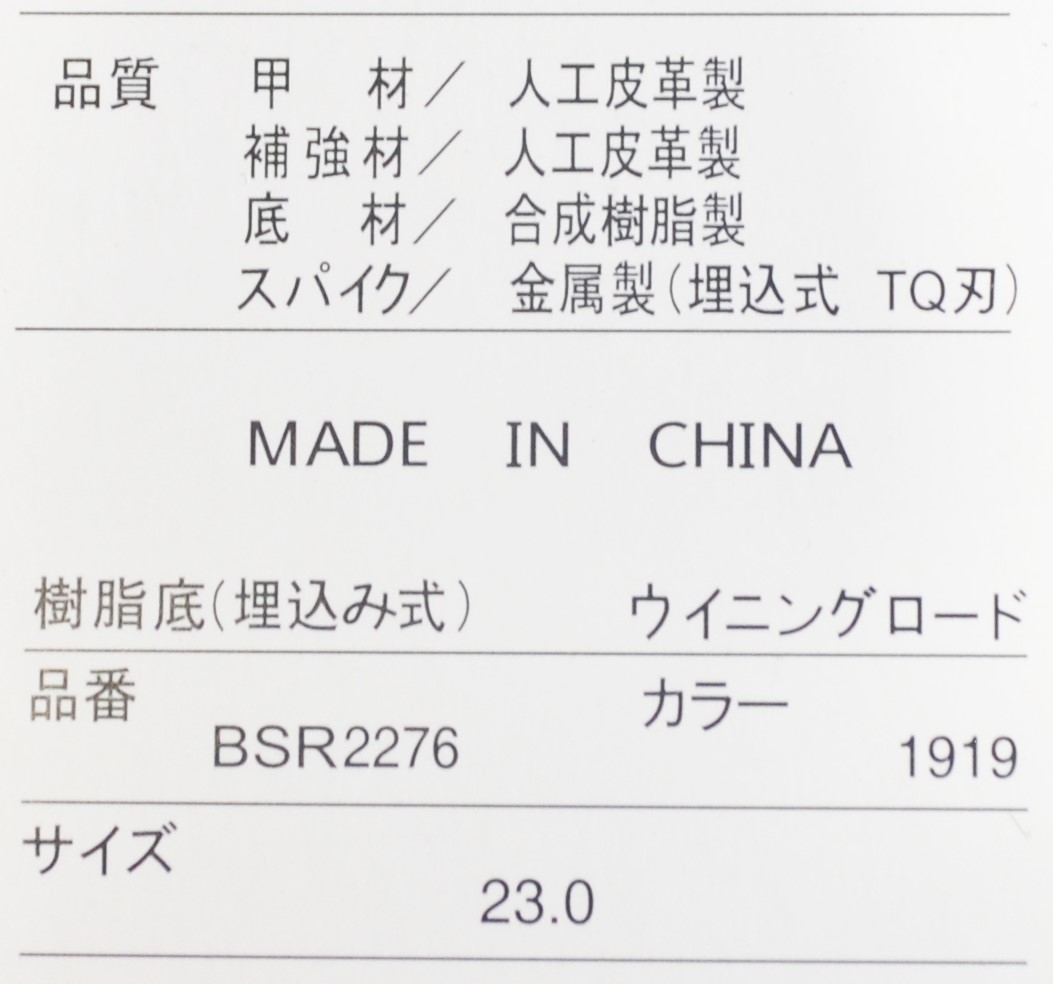 品質 甲 材／ 人工皮革製
補強材／ 人工皮革製
底 材／ 合成樹脂製
スパイク／ 金属製(埋込式 TQ刃)
MADE IN CHINA
樹脂底(埋込み式) ウイニングロード
品番 カラー
BSR2276 1919
サイズ
23.0